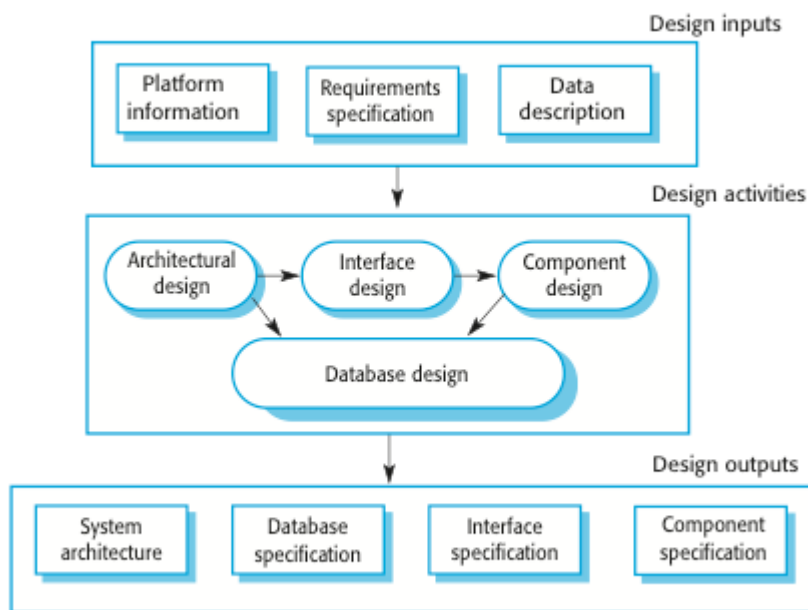 Design inputs
Platform
information
Requirements
specification
Data
description
Design activities
Architectural
design
Interface
design
Component
design
Database design
Design outputs
System
architecture
Database
specification
Interface
specification
Component
specification